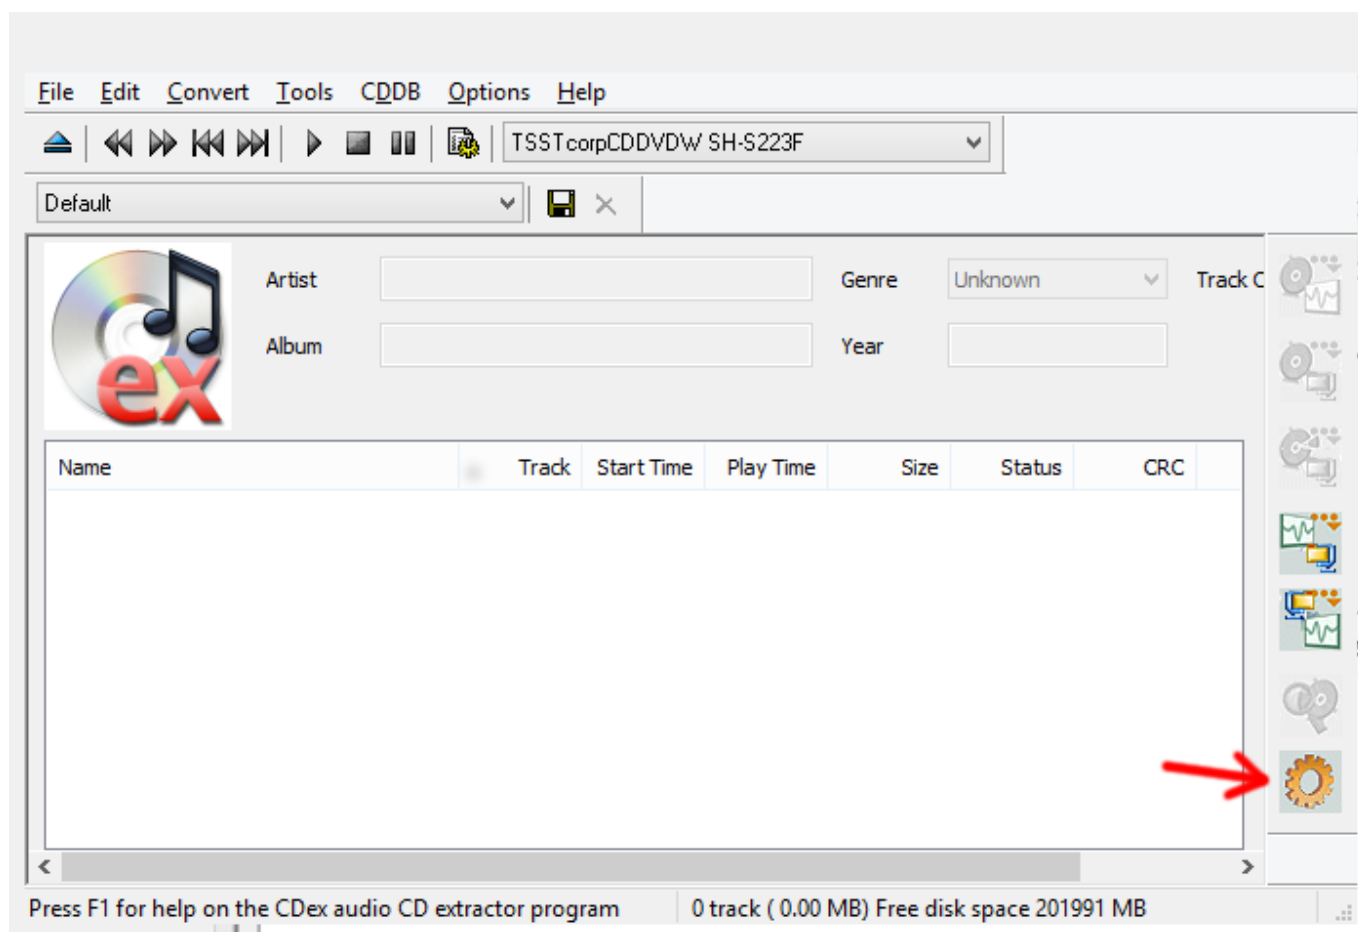 File Edit Convert Tools CDDB Options Help
TSSTcorpCDDVDW SH-S223F
Default
Artist Genre Unknown Track C
Album Year
ex
Name Track Start Time Play Time Size Status CRC
Press F1 for help on the CDex audio CD extractor program 0 track ( 0.00 MB) Free disk space 201991 MB